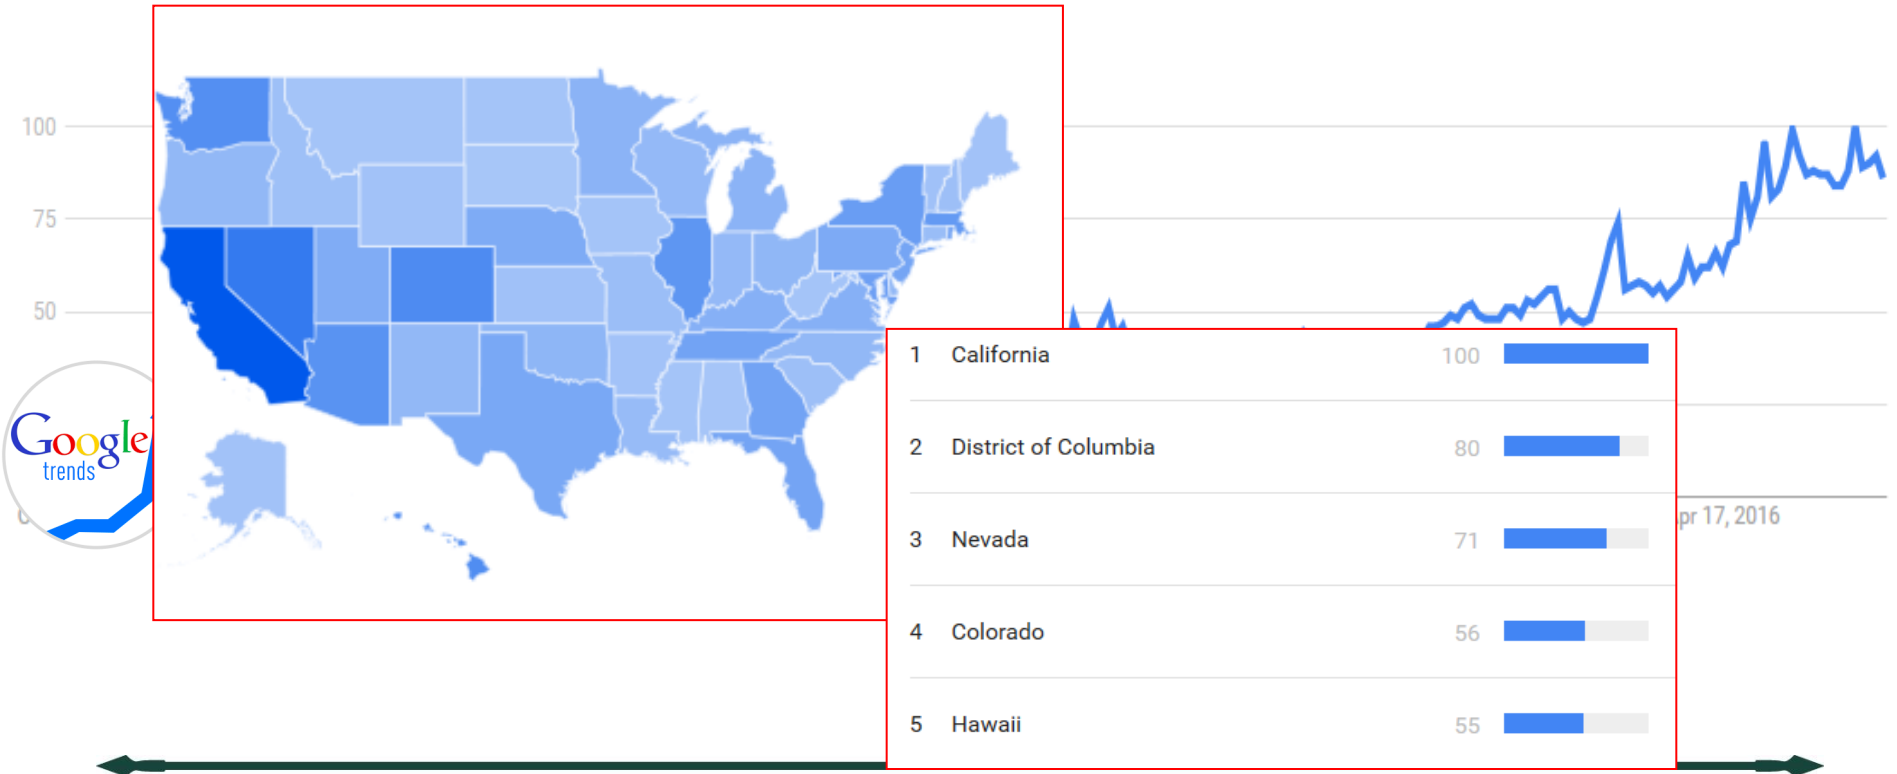 100
75
50
Google
trends
1 California 100
2 District of Columbia 80
3 Nevada 71
4 Colorado 56
5 Hawaii 55
pr 17, 2016